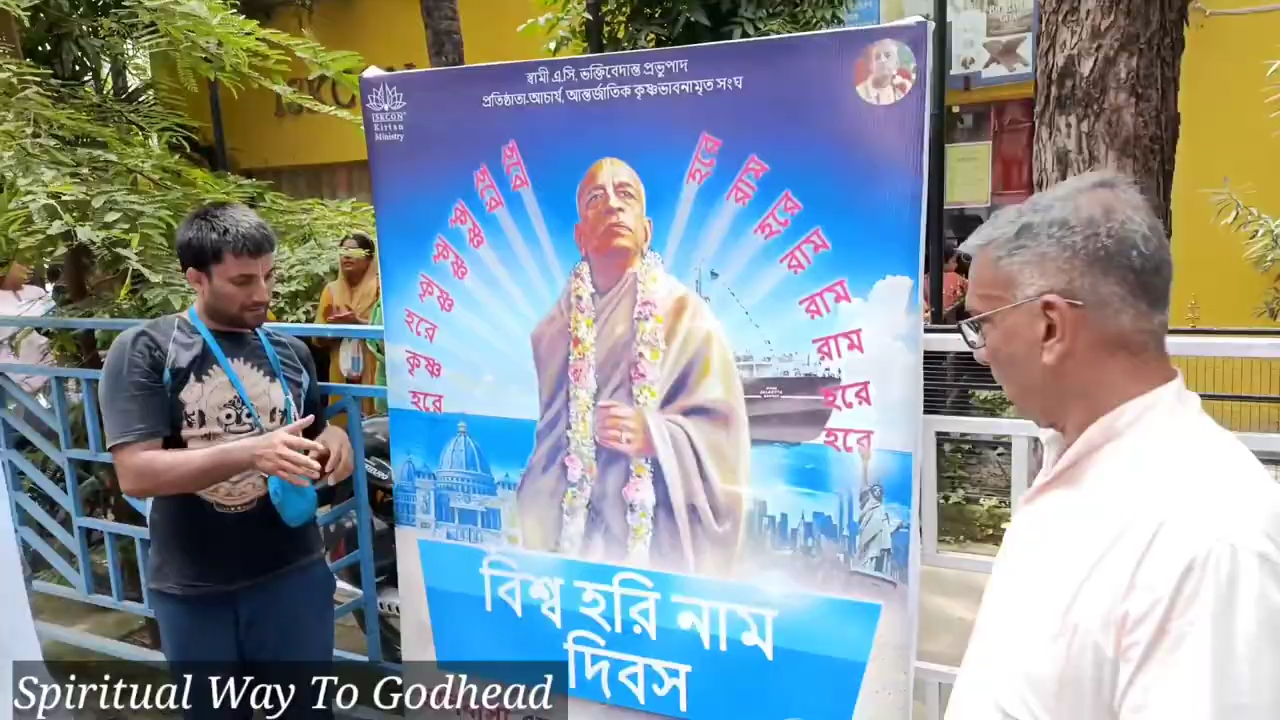 স্বামী এ.সি. ভক্তিবেদান্ত প্রভুপাদ
প্রতিষ্ঠাতা-আচার্য, আন্তর্জাতিক কৃষ্ণভাবনামৃত সংঘ
ISKCON
Kirtan
Ministry
হরে
কৃষ্ণ
হরে
কৃষ্ণ
কৃষ্ণ
কৃষ্ণ
হরে
হরে
হরে
রাম
হরে
রাম
রাম
রাম
হরে
হরে
বিশ্ব হরি নাম
দিবস
Spiritual Way To Godhead